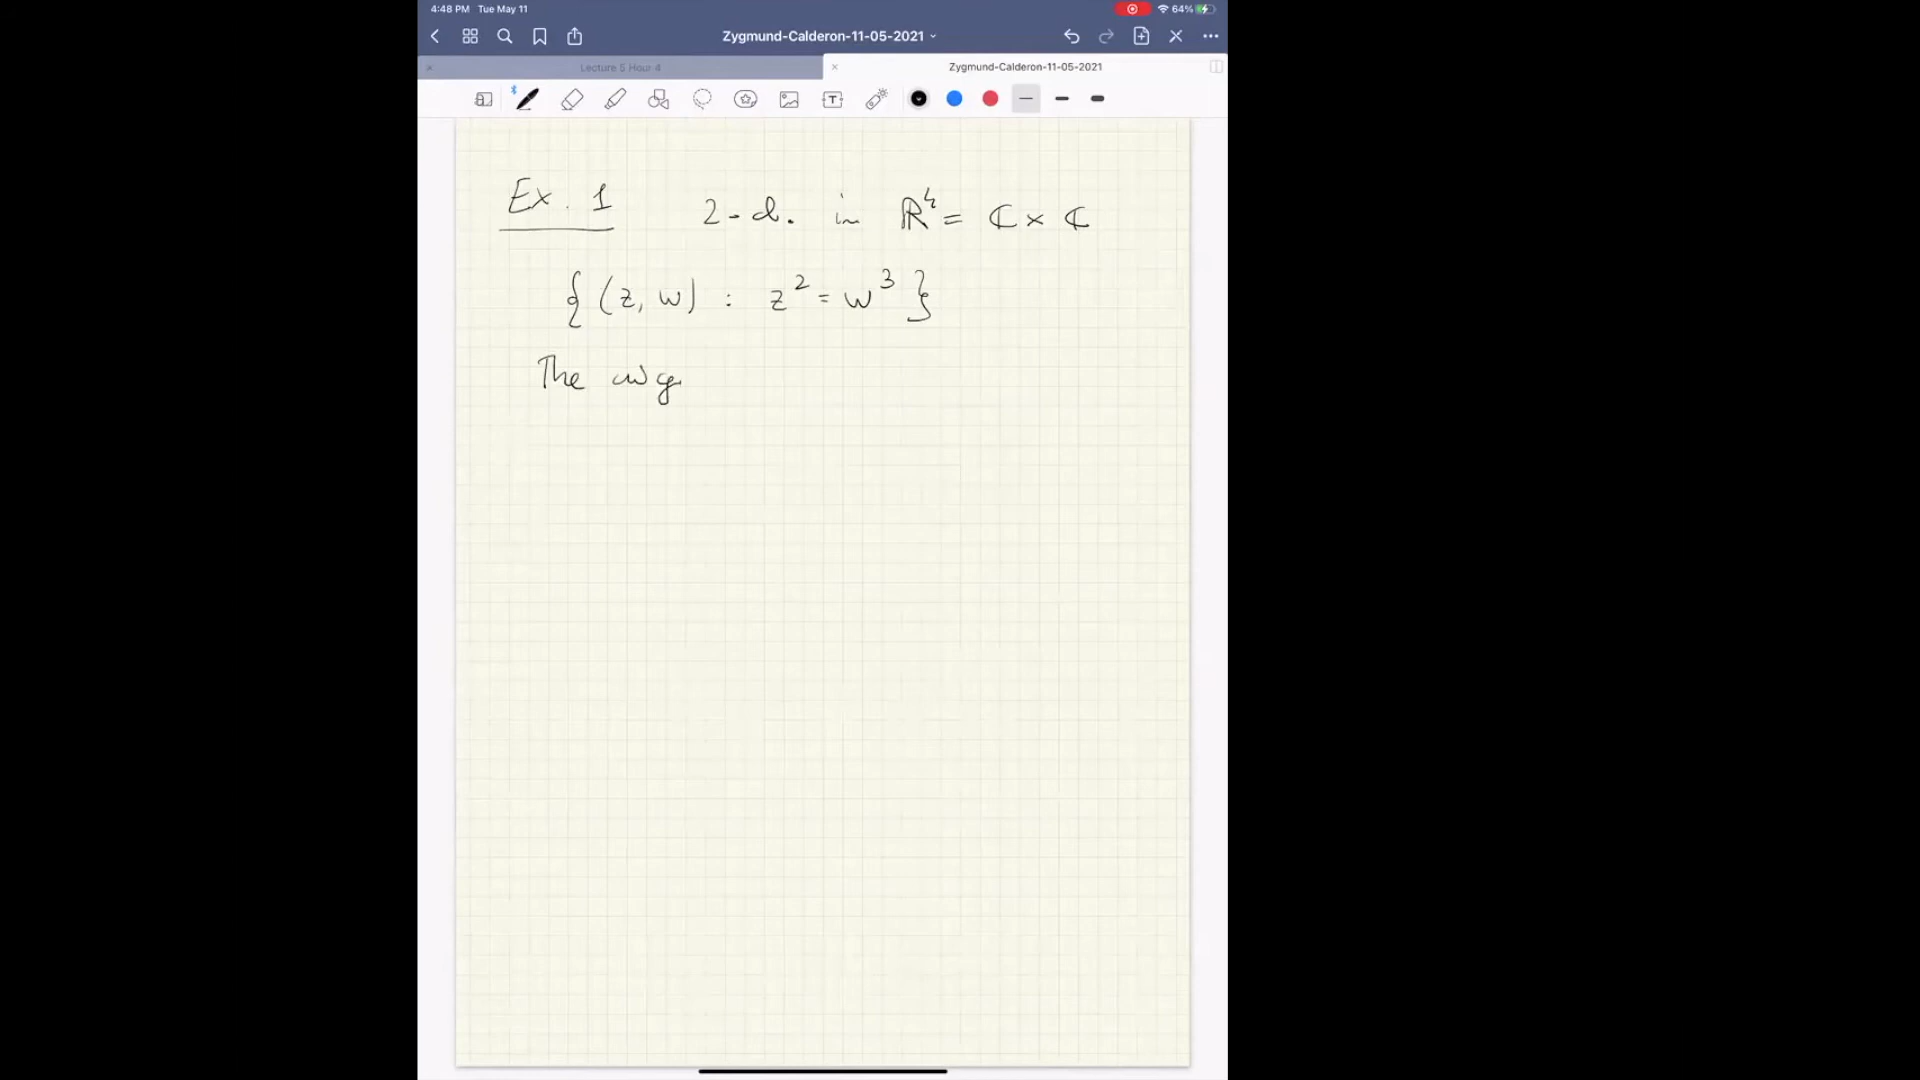 4:48 PM Tue May 11
64%
Zygmund-Calderon-11-05-2021
Lecture 5 Hour 4
Zygmund-Calderon-11-05-2021
Ex. 1 2-d. in ℝ⁴ = ℂ × ℂ
{(z, w) : z² = w³}
The